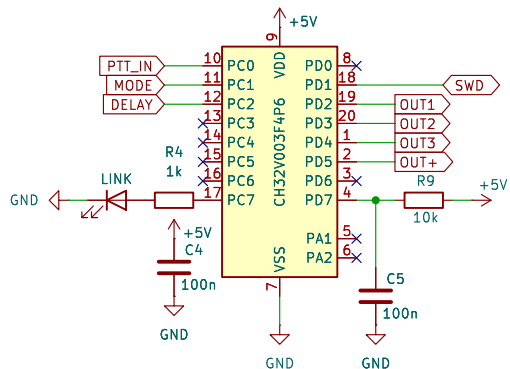 +5V
9
VDD
PTT_IN 10 PC0
MODE 11 PC1
DELAY 12 PC2
13 PC3
14 PC4
15 PC5
16 PC6
17 PC7
PD0 8
PD1 18 SWD
PD2 19 OUT1
PD3 20 OUT2
PD4 1 OUT3
PD5 2 OUT+
PD6 3
PD7 4
PA1 5
PA2 6
CH32V003F4P6
R4
1k
LINK
GND
R9
10k
+5V
+5V
C4
100n
GND
VSS
7
GND
C5
100n
GND